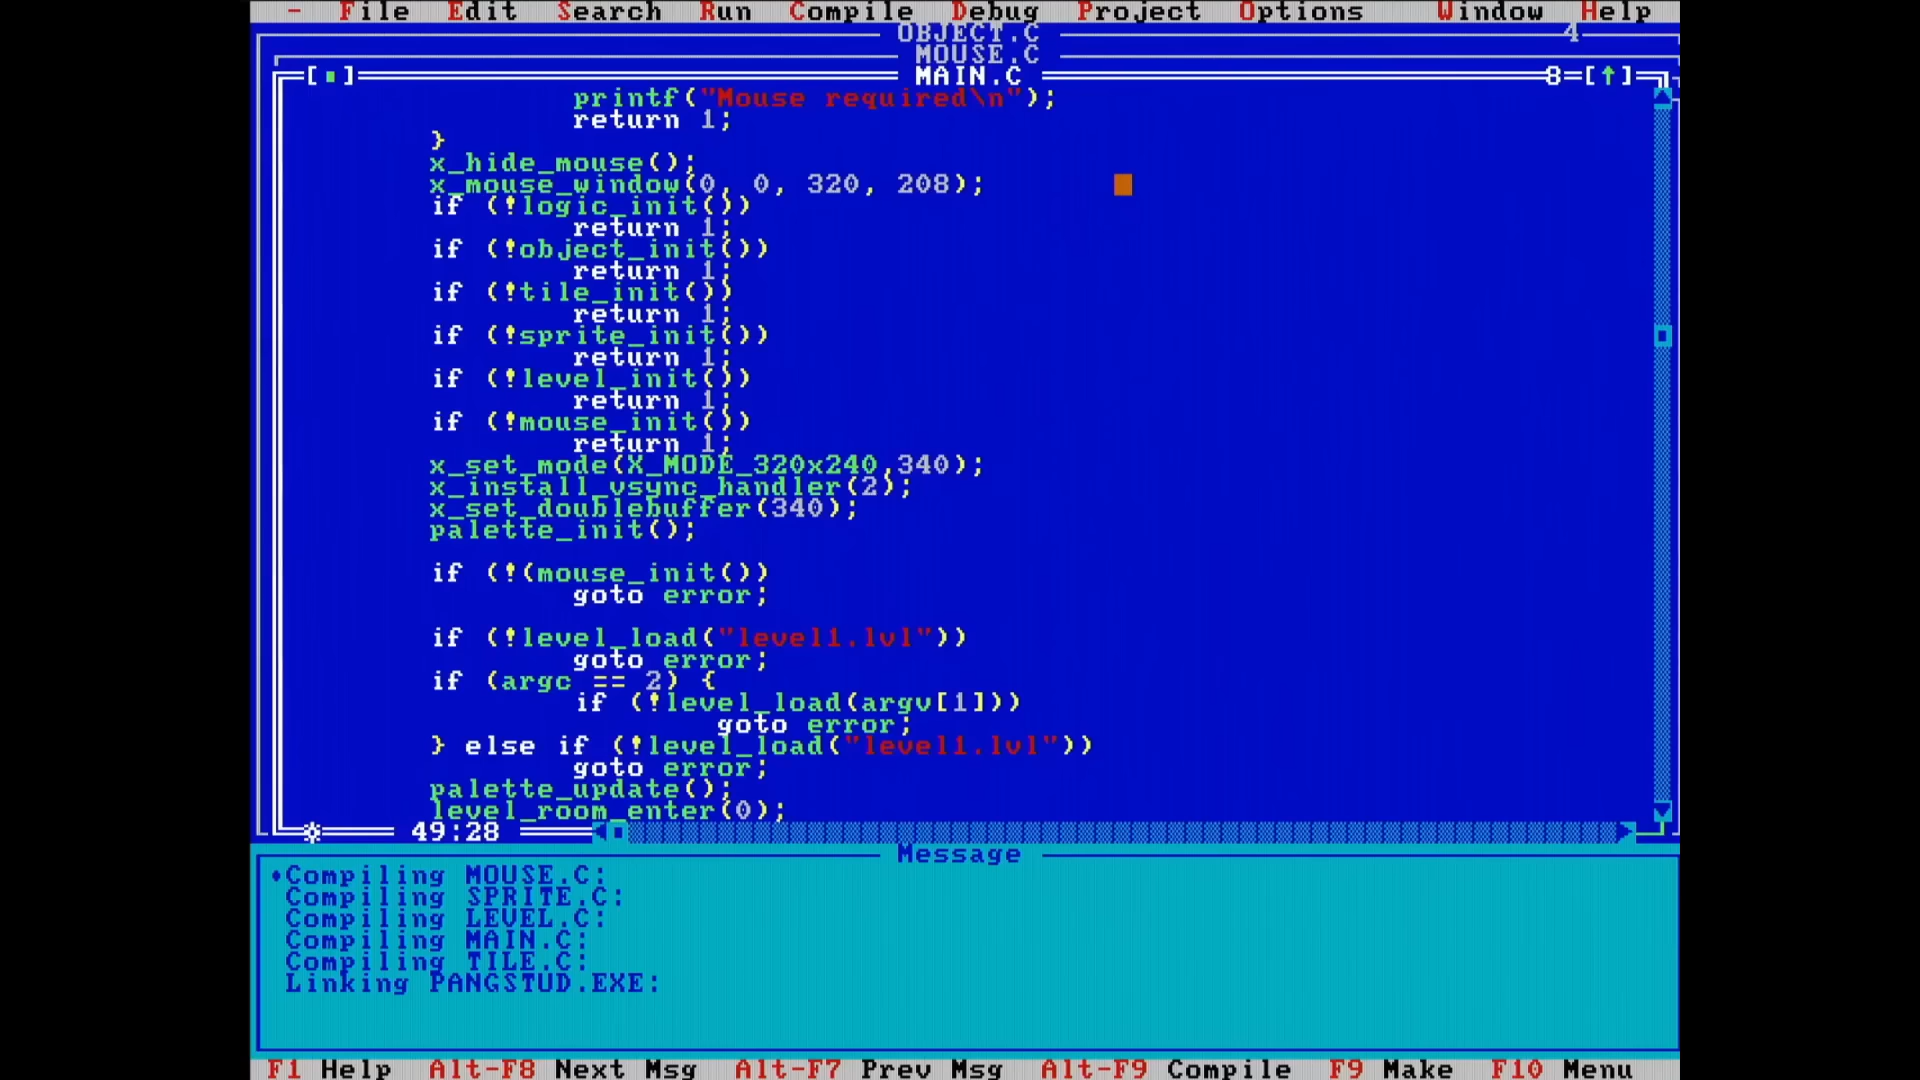 - File Edit Search Run Compile Debug Project Options Window Help
OBJECT.C 4
MOUSE.C
[■] MAIN.C 8=[↑]
printf("Mouse required\n");
return 1;
}
x_hide_mouse();
x_mouse_window(0, 0, 320, 208);
if (!logic_init())
return 1;
if (!object_init())
return 1;
if (!tile_init())
return 1;
if (!sprite_init())
return 1;
if (!level_init())
return 1;
if (!mouse_init())
return 1;
x_set_mode(X_MODE_320x240,340);
x_install_vsync_handler(2);
x_set_doublebuffer(340);
palette_init();
if (!(mouse_init())
goto error;
if (!level_load("level1.lvl"))
goto error;
if (argc == 2) {
if (!level_load(argv[1]))
goto error;
} else if (!level_load("level1.lvl"))
goto error;
palette_update();
level_room_enter(0);
49:28
Message
•Compiling MOUSE.C:
Compiling SPRITE.C:
Compiling LEVEL.C:
Compiling MAIN.C:
Compiling TILE.C:
Linking PANGSTUD.EXE:
F1 Help Alt-F8 Next Msg Alt-F7 Prev Msg Alt-F9 Compile F9 Make F10 Menu